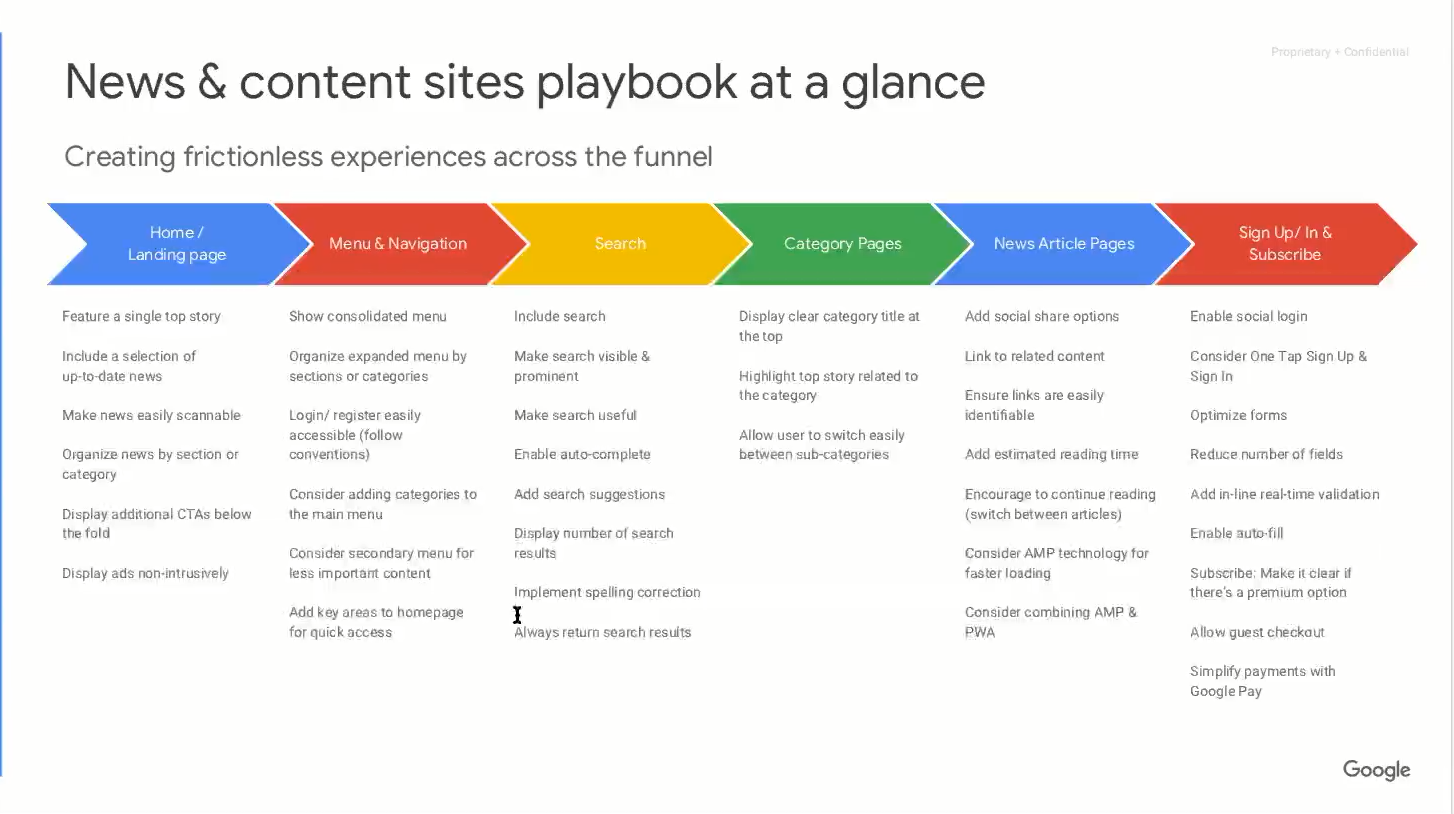 Proprietary + Confidential
News & content sites playbook at a glance
Creating frictionless experiences across the funnel
Home /
Landing page
Menu & Navigation
Search
Category Pages
News Article Pages
Sign Up/ In &
Subscribe
Feature a single top story
Include a selection of
up-to-date news
Make news easily scannable
Organize news by section or
category
Display additional CTAs below
the fold
Display ads non-intrusively
Show consolidated menu
Organize expanded menu by
sections or categories
Login/ register easily
accessible (follow
conventions)
Consider adding categories to
the main menu
Consider secondary menu for
less important content
Add key areas to homepage
for quick access
Include search
Make search visible &
prominent
Make search useful
Enable auto-complete
Add search suggestions
Display number of search
results
Implement spelling correction
Always return search results
Display clear category title at
the top
Highlight top story related to
the category
Allow user to switch easily
between sub-categories
Add social share options
Link to related content
Ensure links are easily
identifiable
Add estimated reading time
Encourage to continue reading
(switch between articles)
Consider AMP technology for
faster loading
Consider combining AMP &
PWA
Enable social login
Consider One Tap Sign Up &
Sign In
Optimize forms
Reduce number of fields
Add in-line real-time validation
Enable auto-fill
Subscribe: Make it clear if
there's a premium option
Allow guest checkout
Simplify payments with
Google Pay
Google